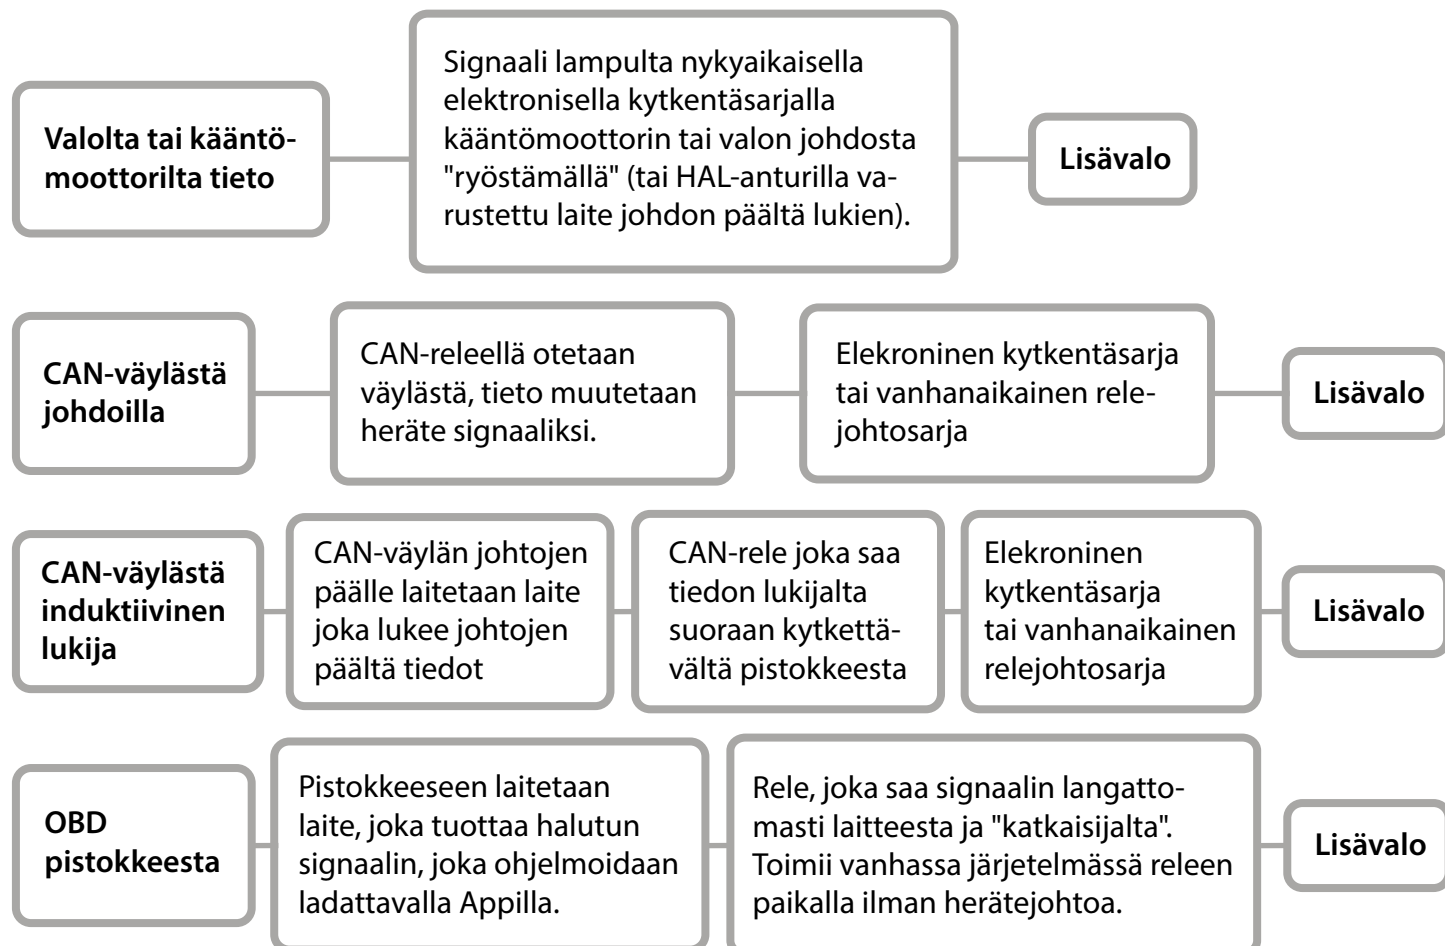 Valolta tai kääntö-
moottorilta tieto
Signaali lampulta nykyaikaisella
elektronisella kytkentäsarjalla
kääntömoottorin tai valon johdosta
"ryöstämällä" (tai HAL-anturilla va-
rustettu laite johdon päältä lukien).
Lisävalo
CAN-väylästä
johdoilla
CAN-releellä otetaan
väylästä, tieto muutetaan
heräte signaaliksi.
Elekroninen kytkentäsarja
tai vanhanaikainen rele-
johtosarja
Lisävalo
CAN-väylästä
induktiivinen
lukija
CAN-väylän johtojen
päälle laitetaan laite
joka lukee johtojen
päältä tiedot
CAN-rele joka saa
tiedon lukijalta
suoraan kytkettä-
vältä pistokkeesta
Elekroninen
kytkentäsarja
tai vanhanaikainen
relejohtosarja
Lisävalo
OBD
pistokkeesta
Pistokkeeseen laitetaan
laite, joka tuottaa halutun
signaalin, joka ohjelmoidaan
ladattavalla Appilla.
Rele, joka saa signaalin langatto-
masti laitteesta ja "katkaisijalta".
Toimii vanhassa järjetelmässä releen
paikalla ilman herätejohtoa.
Lisävalo